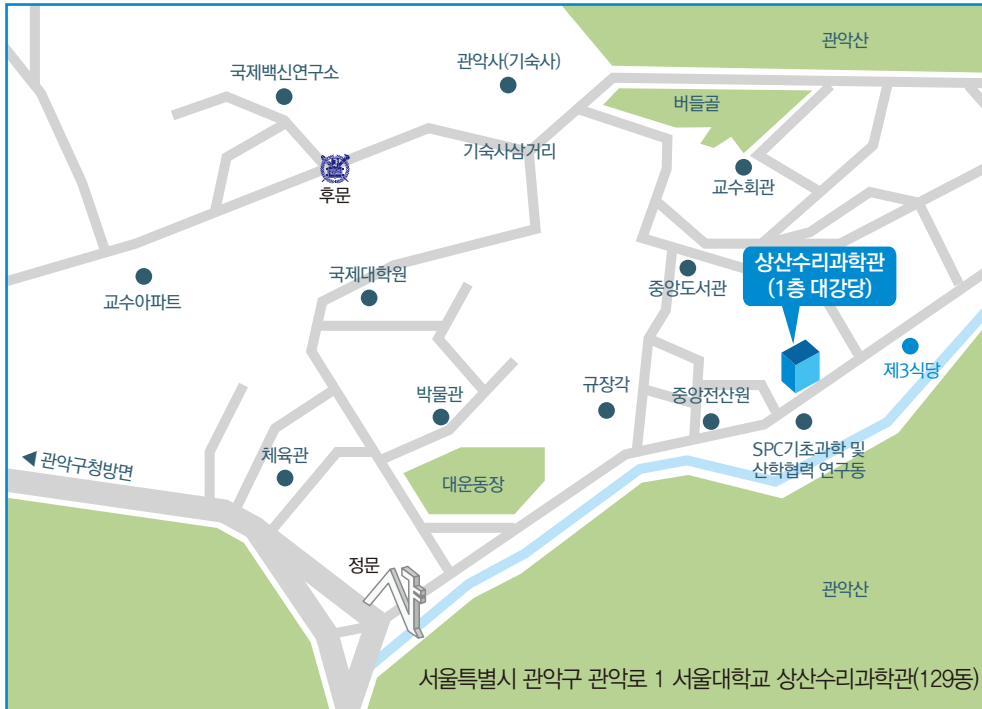 관악산
국제백신연구소
관악사(기숙사)
버들골
기숙사삼거리
후문
교수회관
상산수리과학관
(1층 대강당)
국제대학원
중앙도서관
교수아파트
제3식당
규장각
박물관
중앙전산원
체육관
SPC기초과학 및
산학협력 연구동
◀ 관악구청방면
대운동장
정문
관악산
서울특별시 관악구 관악로 1 서울대학교 상산수리과학관(129동)